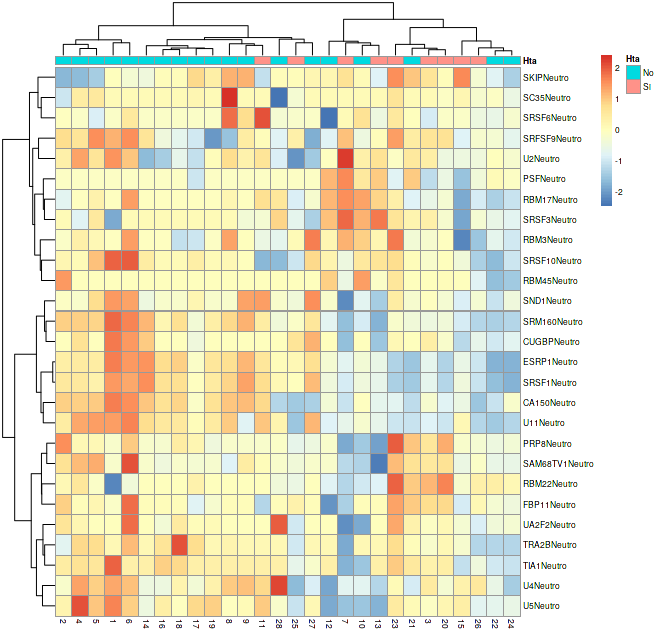 Hta
SKIPNeutro
SC35Neutro
SRSF6Neutro
SRFSF9Neutro
U2Neutro
PSFNeutro
RBM17Neutro
SRSF3Neutro
RBM3Neutro
SRSF10Neutro
RBM45Neutro
SND1Neutro
SRM160Neutro
CUGBPNeutro
ESRP1Neutro
SRSF1Neutro
CA150Neutro
U11Neutro
PRP8Neutro
SAM68TV1Neutro
RBM22Neutro
FBP11Neutro
UA2F2Neutro
TRA2BNeutro
TIA1Neutro
U4Neutro
U5Neutro
2 4 5 1 6 14 16 18 17 19 8 9 11 28 25 27 12 7 10 13 23 21 3 20 15 26 22 24
2
1
0
-1
-2
Hta
No
Si